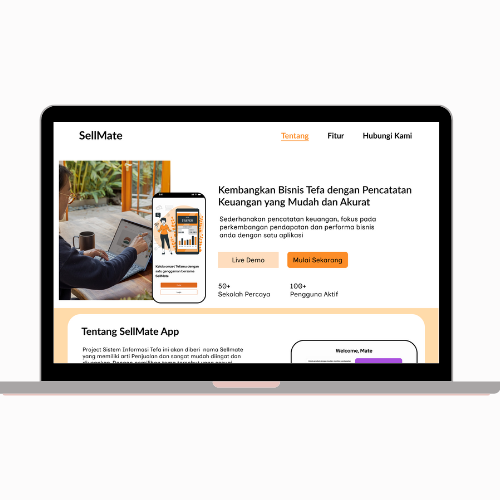 SellMate
Tentang
Fitur
Hubungi Kami
Kembangkan Bisnis Tefa dengan Pencatatan
Keuangan yang Mudah dan Akurat
Sederhanakan pencatatan keuangan, fokus pada
perkembangan pendapatan dan performa bisnis
anda dengan satu aplikasi
Live Demo
Mulai Sekarang
50+
Sekolah Percaya
100+
Pengguna Aktif
Tentang SellMate App
Project Sistem Informasi Tefa ini akan diberi nama Sellmate
yang memiliki arti Penjualan dan sangat mudah diingat dan
Welcome, Mate